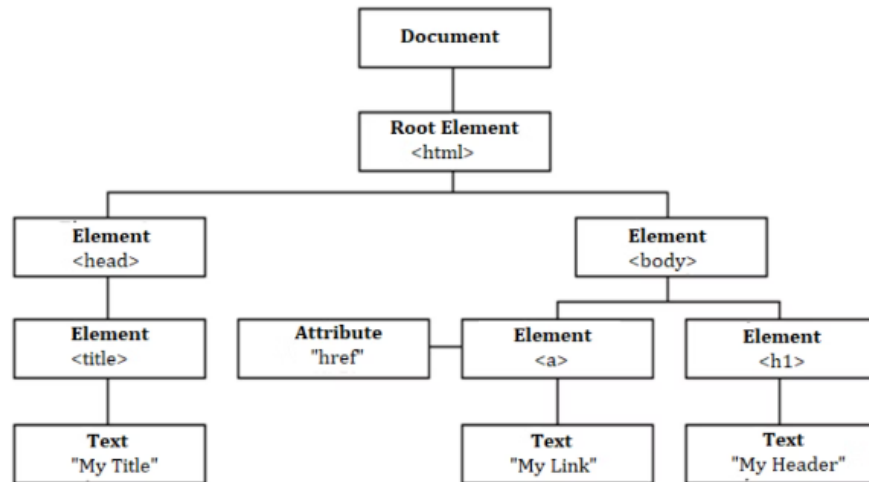 Document
Root Element
<html>
Element
<head>
Element
<body>
Element
<title>
Attribute
"href"
Element
<a>
Element
<h1>
Text
"My Title"
Text
"My Link"
Text
"My Header"